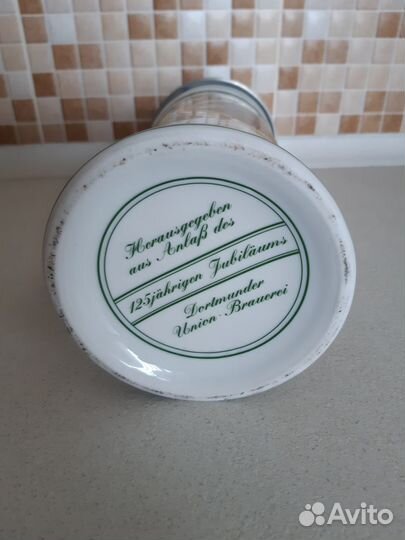 Herausgegeben
aus Anlaß des
125jährigen Jubiläums
Dortmunder
Union-Brauerei
Avito